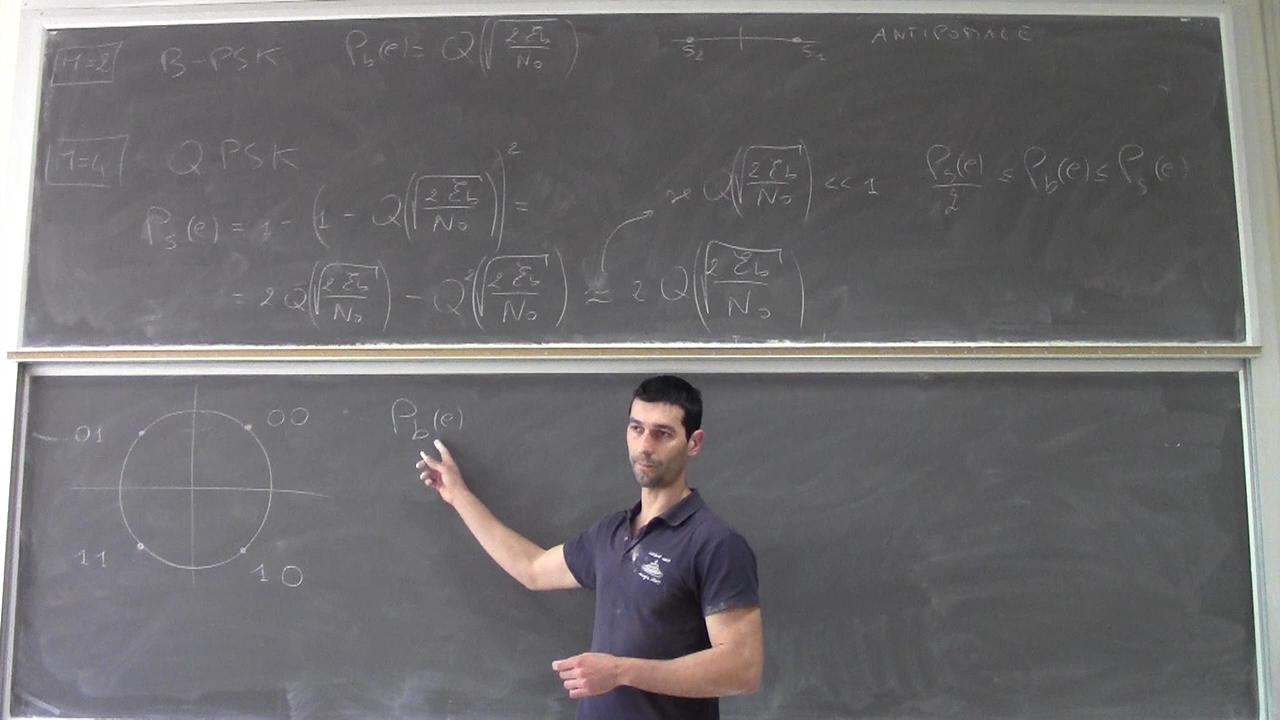 M=2 B-PSK P_b(e) = Q(√(2ℰ_b/N_0)) S_2 S_1 ANTIPODALE
M=4 QPSK
P_s(e) = 1 - (1 - Q(√(2ℰ_b/N_0)))^2 =
Q(√(2ℰ_b/N_0)) << 1 P_s(e)/2 ≤ P_b(e) ≤ P_s(e)
= 2Q(√(2ℰ_b/N_0)) - Q^2(√(2ℰ_b/N_0)) ≈ 2Q(√(2ℰ_b/N_0))
01 00 P_b(e)
11 10